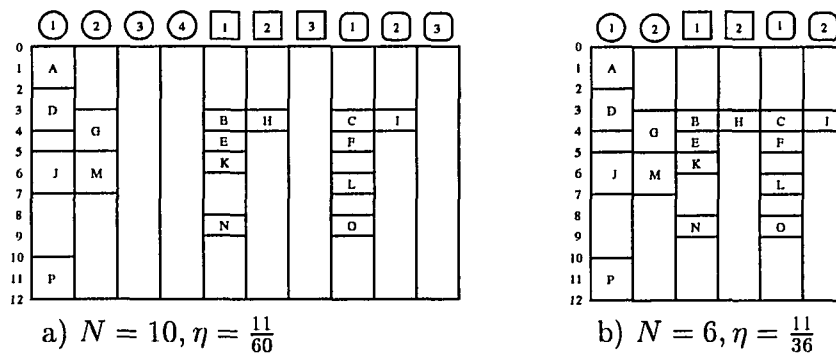 1 2 3 4 1 2 3 1 2 3
0
1 A
2
3 D
4 G B H C I
5 E F
6 J M K
7 L
8
9 N O
10
11 P
12
a) N = 10, η = 11/60
1 2 1 2 1 2
0
1 A
2
3 D
4 G B H C I
5 E F
6 J M K
7 L
8
9 N O
10
11 P
12
b) N = 6, η = 11/36